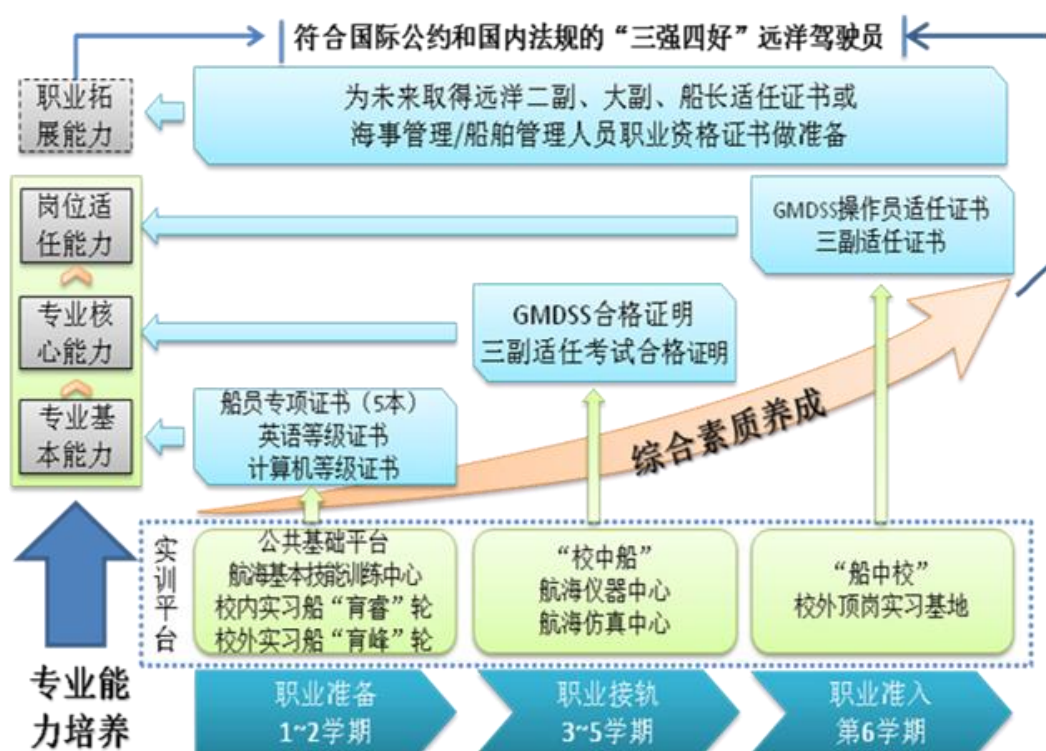 符合国际公约和国内法规的“三强四好”远洋驾驶员
职业拓
展能力
为未来取得远洋二副、大副、船长适任证书或
海事管理/船舶管理人员职业资格证书做准备
岗位适
任能力
GMDSS操作员适任证书
三副适任证书
专业核
心能力
GMDSS合格证明
三副适任考试合格证明
专业基
本能力
船员专项证书（5本）
英语等级证书
计算机等级证书
综合素质养成
实训平台
公共基础平台
航海基本技能训练中心
校内实习船“育睿”轮
校外实习船“育峰”轮
“校中船”
航海仪器中心
航海仿真中心
“船中校”
校外顶岗实习基地
专业能
力培养
职业准备
1~2学期
职业接轨
3~5学期
职业准入
第6学期